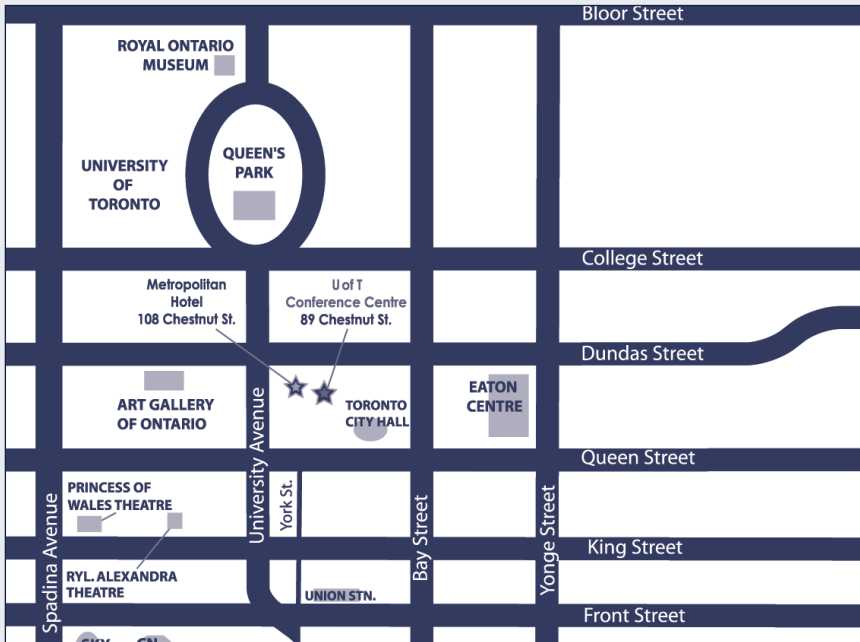 Bloor Street
ROYAL ONTARIO
MUSEUM
QUEEN'S
PARK
UNIVERSITY
OF
TORONTO
College Street
Metropolitan
Hotel
108 Chestnut St.
U of T
Conference Centre
89 Chestnut St.
Dundas Street
ART GALLERY
OF ONTARIO
University Avenue
TORONTO
CITY HALL
EATON
CENTRE
Queen Street
PRINCESS OF
WALES THEATRE
York St.
Spadina Avenue
Bay Street
Yonge Street
King Street
RYL. ALEXANDRA
THEATRE
UNION STN.
Front Street